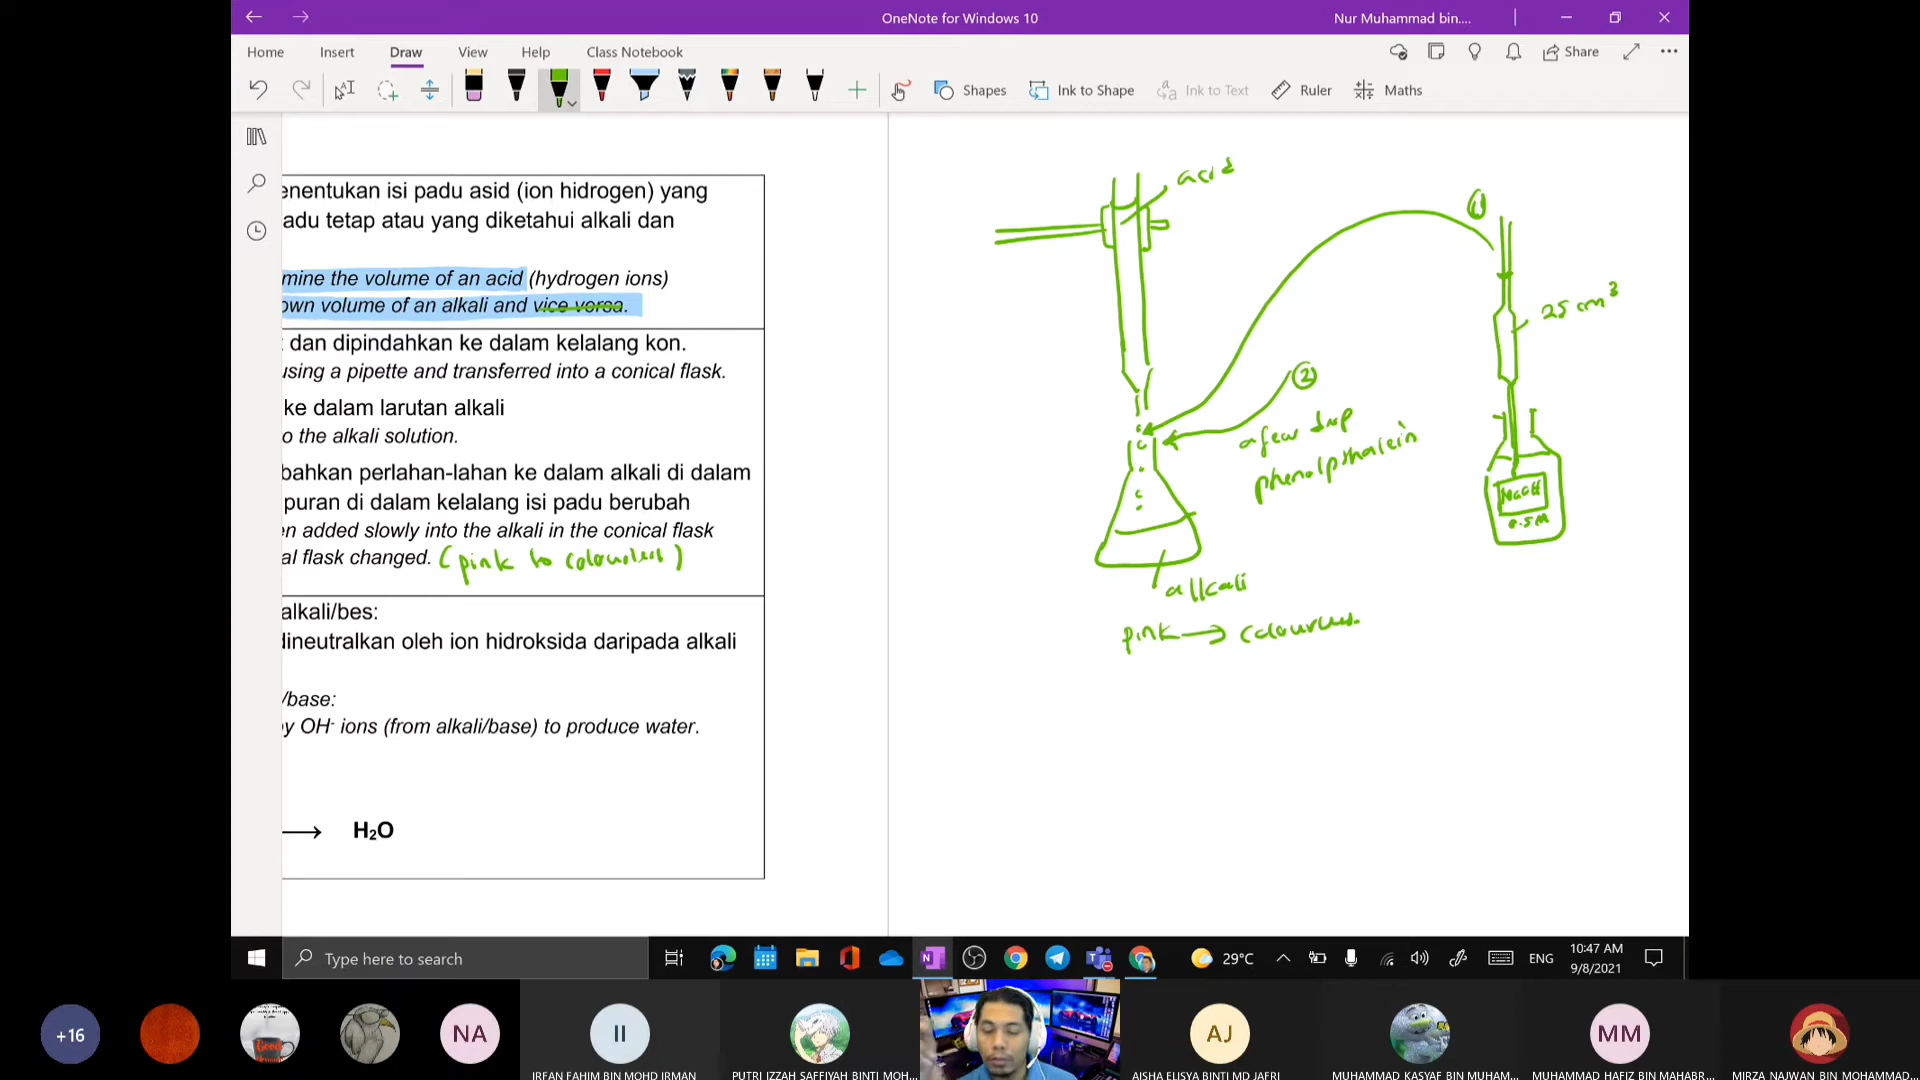 OneNote for Windows 10
Nur Muhammad bin....
Home Insert Draw View Help Class Notebook
Share
Shapes Ink to Shape Ink to Text Ruler Maths
enentukan isi padu asid (ion hidrogen) yang
adu tetap atau yang diketahui alkali dan
mine the volume of an acid (hydrogen ions)
own volume of an alkali and vice versa.
t dan dipindahkan ke dalam kelalang kon.
using a pipette and transferred into a conical flask.
ke dalam larutan alkali
o the alkali solution.
bahkan perlahan-lahan ke dalam alkali di dalam
puran di dalam kelalang isi padu berubah
en added slowly into the alkali in the conical flask
al flask changed. (pink to colourless)
alkali/bes:
dineutralkan oleh ion hidroksida daripada alkali
/base:
by OH⁻ ions (from alkali/base) to produce water.
⟶ H₂O
acid
①
25 cm³
②
a few drop
phenolpthalein
NaOH
0.5M
alkali
pink → colourless.
Type here to search
29°C
ENG
10:47 AM
9/8/2021
+16
NA
II
AJ
MM
IRFAN FAHIM BIN MOHD IRMAN
PUTRI IZZAH SAFFIYAH BINTI MOH...
AISHA ELISYA BINTI MD JAFRI
MUHAMMAD KASYAF BIN MUHAM...
MUHAMMAD HAFIZ BIN MAHABR...
MIRZA NAJWAN BIN MOHAMMAD...